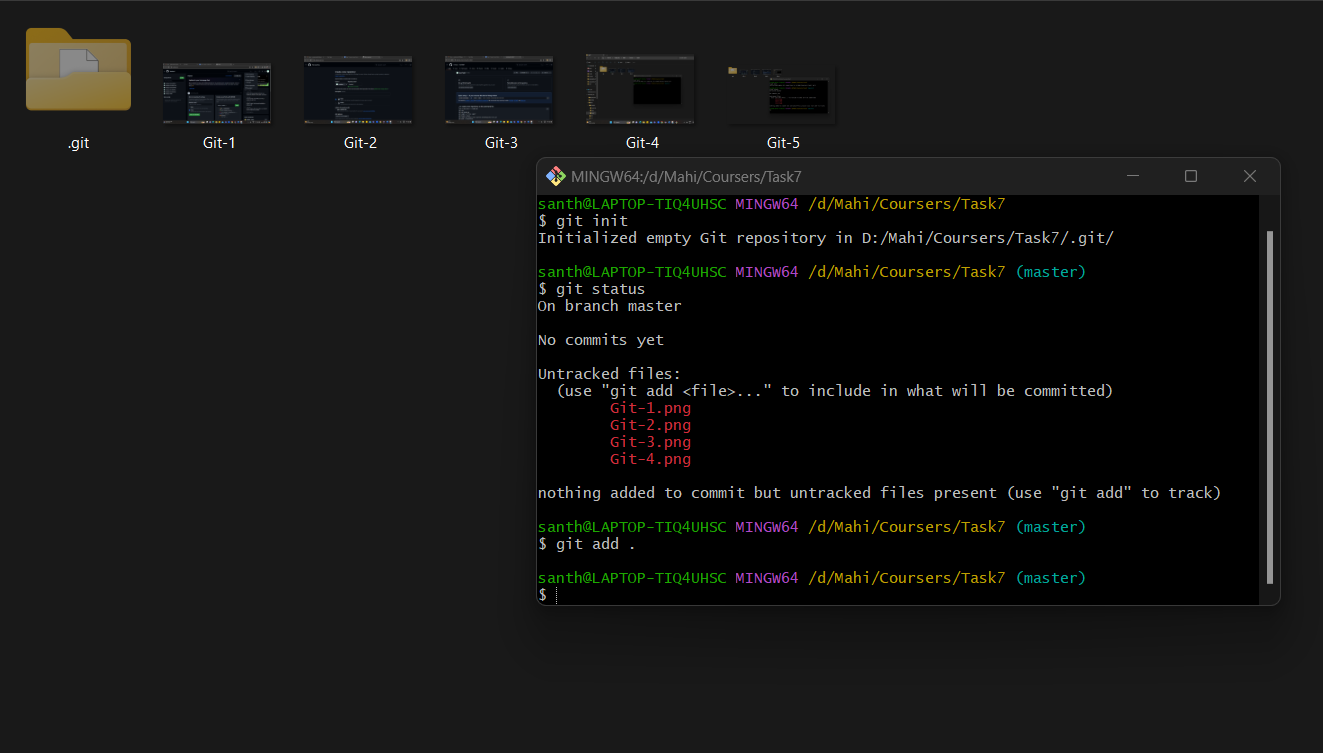 .git
Git-1
Git-2
Git-3
Git-4
Git-5
MINGW64:/d/Mahi/Coursers/Task7
santh@LAPTOP-TIQ4UHSC MINGW64 /d/Mahi/Coursers/Task7
$ git init
Initialized empty Git repository in D:/Mahi/Coursers/Task7/.git/
santh@LAPTOP-TIQ4UHSC MINGW64 /d/Mahi/Coursers/Task7 (master)
$ git status
On branch master
No commits yet
Untracked files:
(use "git add <file>..." to include in what will be committed)
Git-1.png
Git-2.png
Git-3.png
Git-4.png
nothing added to commit but untracked files present (use "git add" to track)
santh@LAPTOP-TIQ4UHSC MINGW64 /d/Mahi/Coursers/Task7 (master)
$ git add .
santh@LAPTOP-TIQ4UHSC MINGW64 /d/Mahi/Coursers/Task7 (master)
$